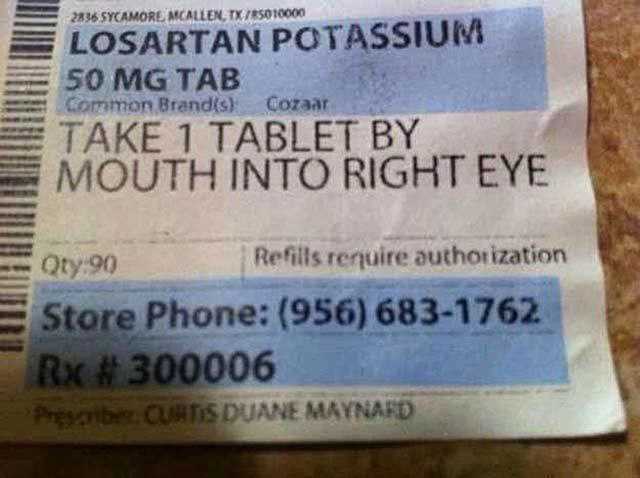 2836 SYCAMORE, MCALLEN, TX 785010000
LOSARTAN POTASSIUM
50 MG TAB
Common Brand(s): Cozaar
TAKE 1 TABLET BY
MOUTH INTO RIGHT EYE
Qty:90 Refills require authorization
Store Phone: (956) 683-1762
Rx # 300006
Prescriber: CURTIS DUANE MAYNARD